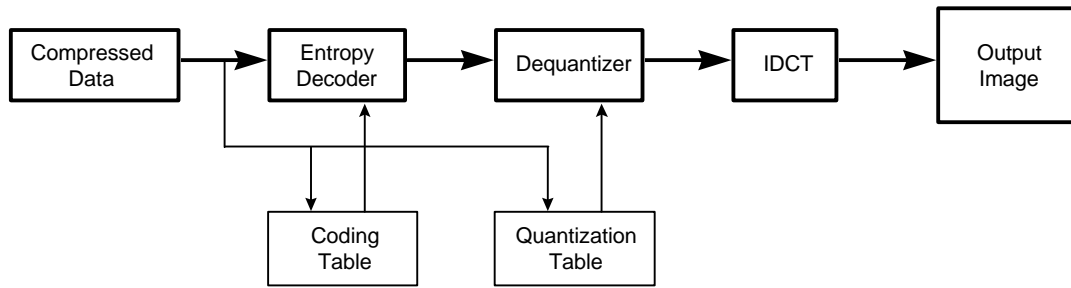 Compressed
Data
Entropy
Decoder
Dequantizer
IDCT
Output
Image
Coding
Table
Quantization
Table